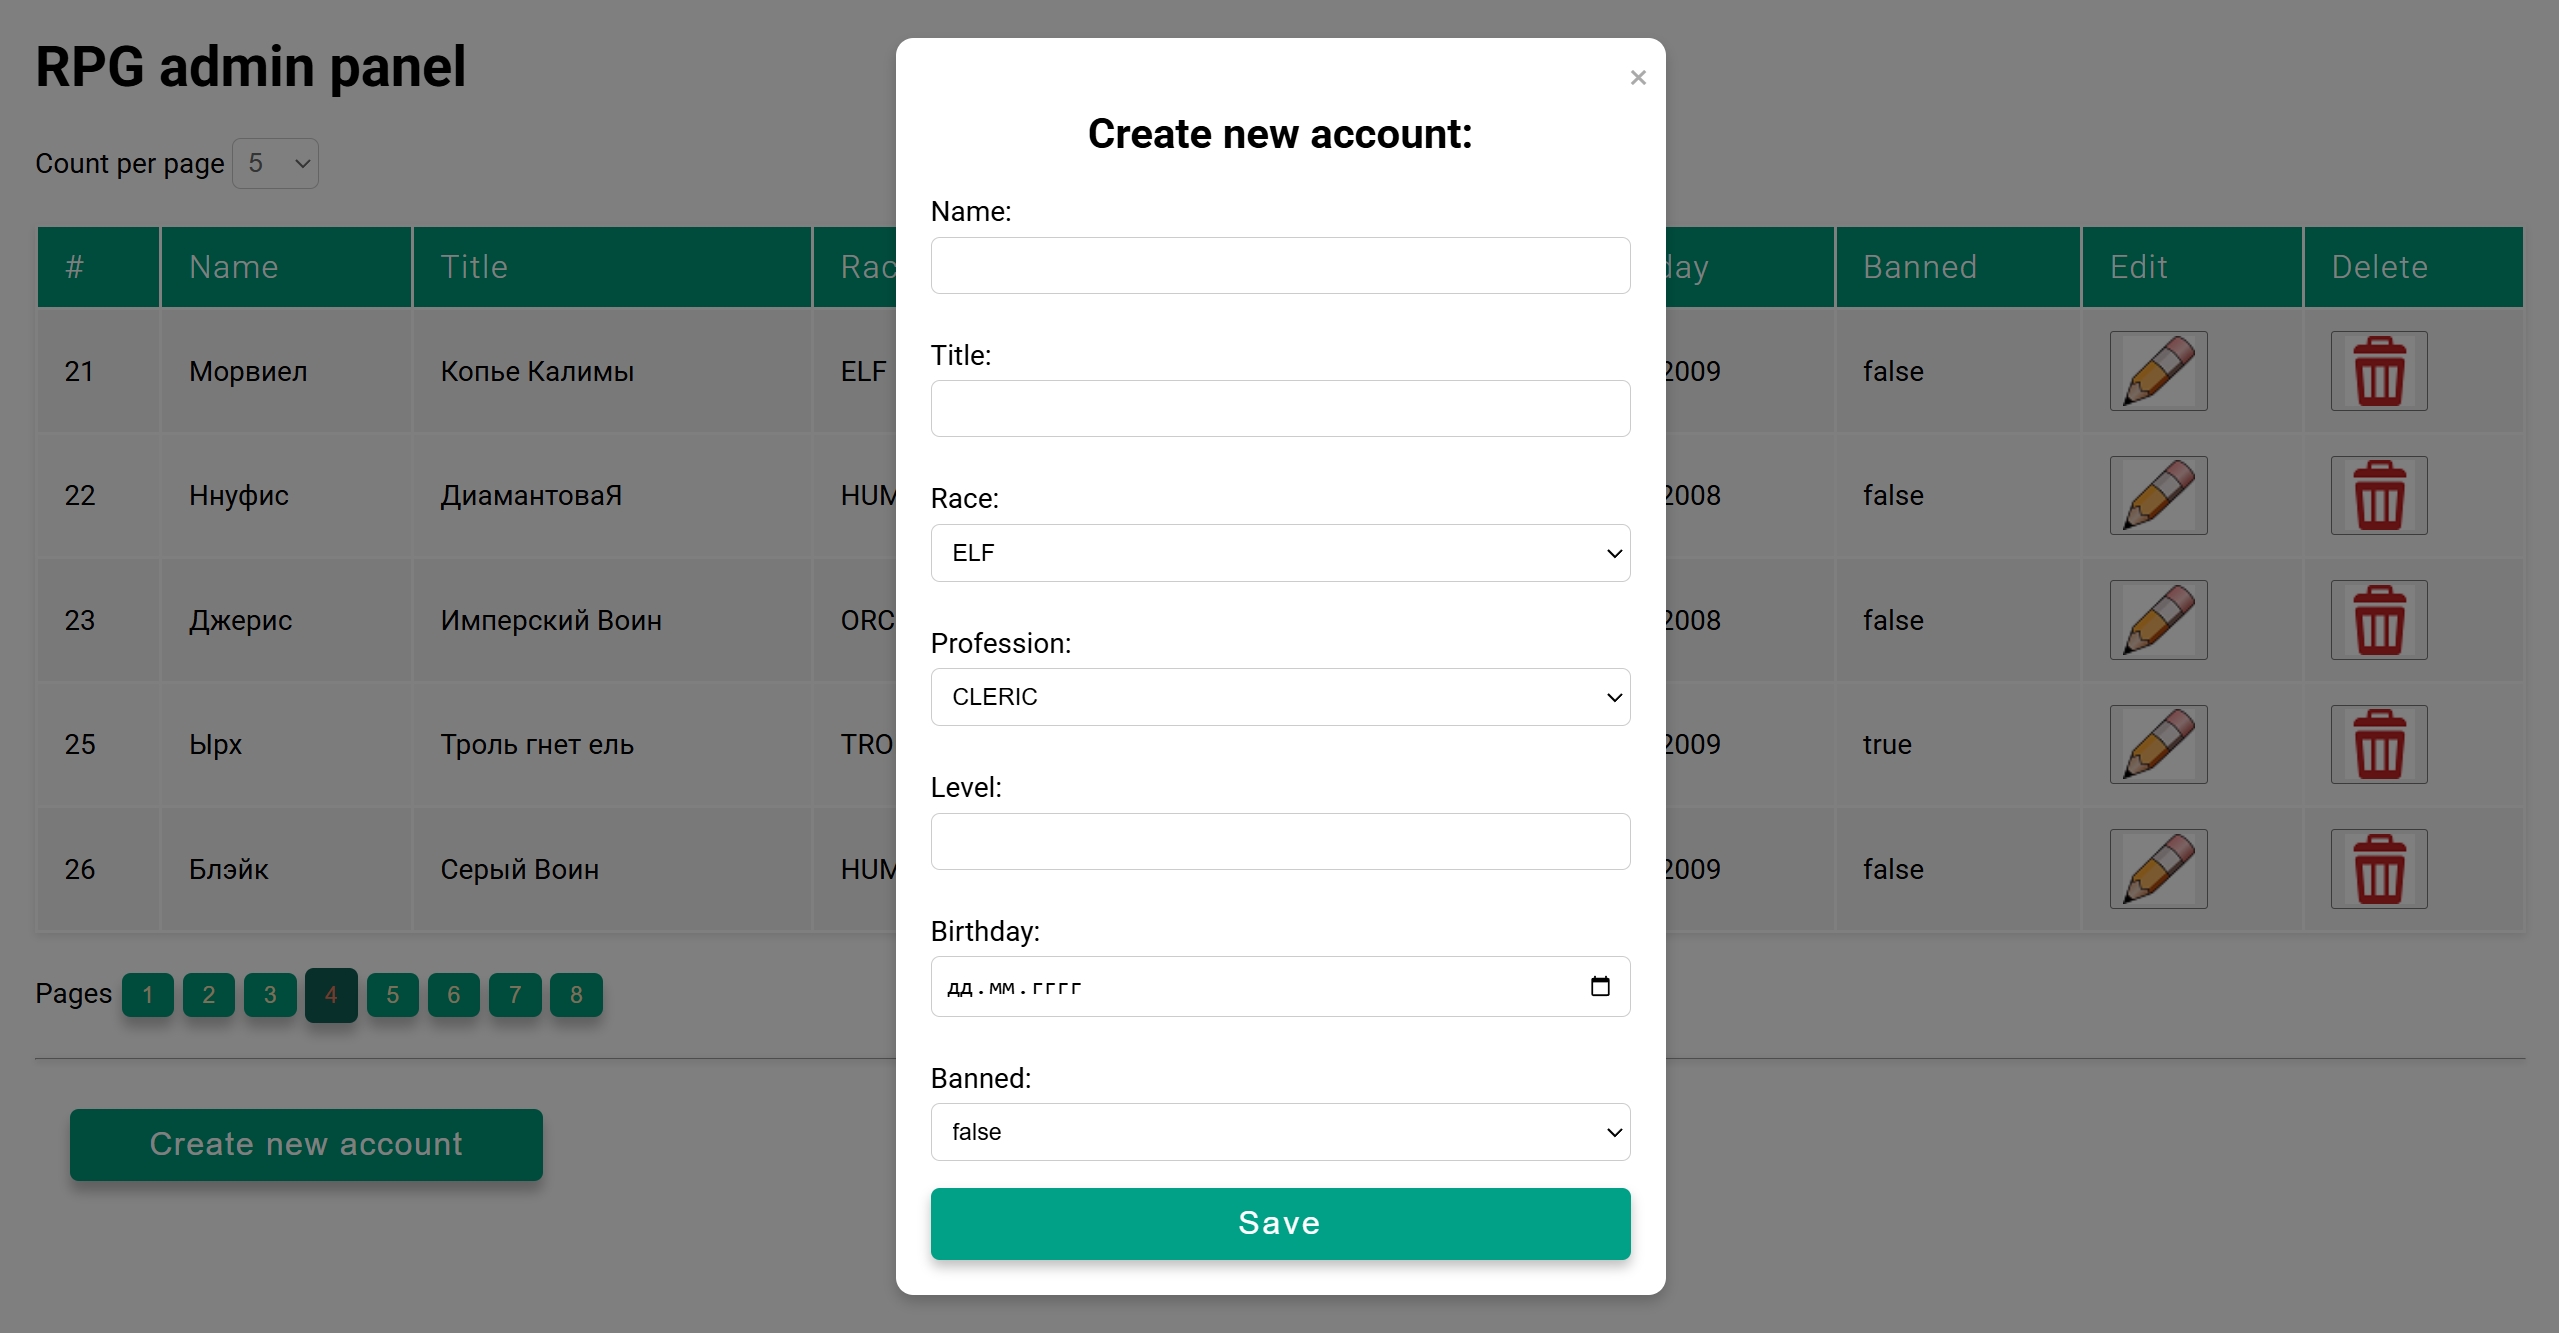 RPG admin panel
Count per page 5
# Name Title Rac day Banned Edit Delete
21 Морвиел Копье Калимы ELF 2009 false
22 Ннуфис ДиамантоваЯ HUM 2008 false
23 Джерис Имперский Воин ORC 2008 false
25 Ырх Троль гнет ель TRO 2009 true
26 Блэйк Серый Воин HUM 2009 false
Pages 1 2 3 4 5 6 7 8
Create new account
×
Create new account:
Name:
Title:
Race:
ELF
Profession:
CLERIC
Level:
Birthday:
дд.мм.гггг
Banned:
false
Save